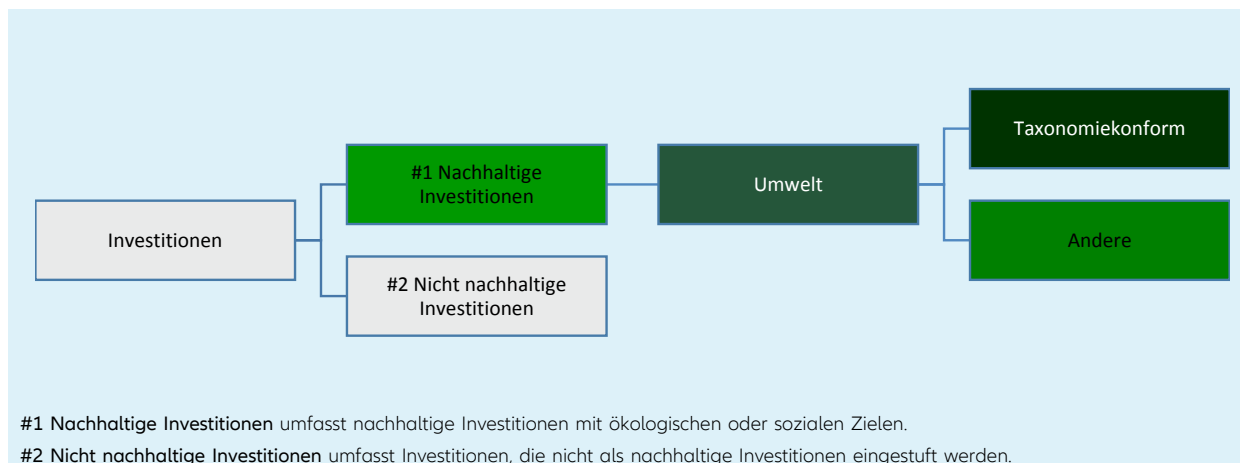 Taxonomiekonform
#1 Nachhaltige
Investitionen
Umwelt
Investitionen
Andere
#2 Nicht nachhaltige
Investitionen
#1 Nachhaltige Investitionen umfasst nachhaltige Investitionen mit ökologischen oder sozialen Zielen.
#2 Nicht nachhaltige Investitionen umfasst Investitionen, die nicht als nachhaltige Investitionen eingestuft werden.